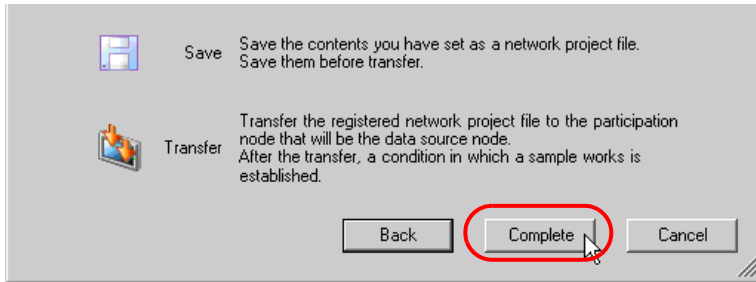 Save
Save the contents you have set as a network project file.
Save them before transfer.
Transfer
Transfer the registered network project file to the participation
node that will be the data source node.
After the transfer, a condition in which a sample works is
established.
Back
Complete
Cancel